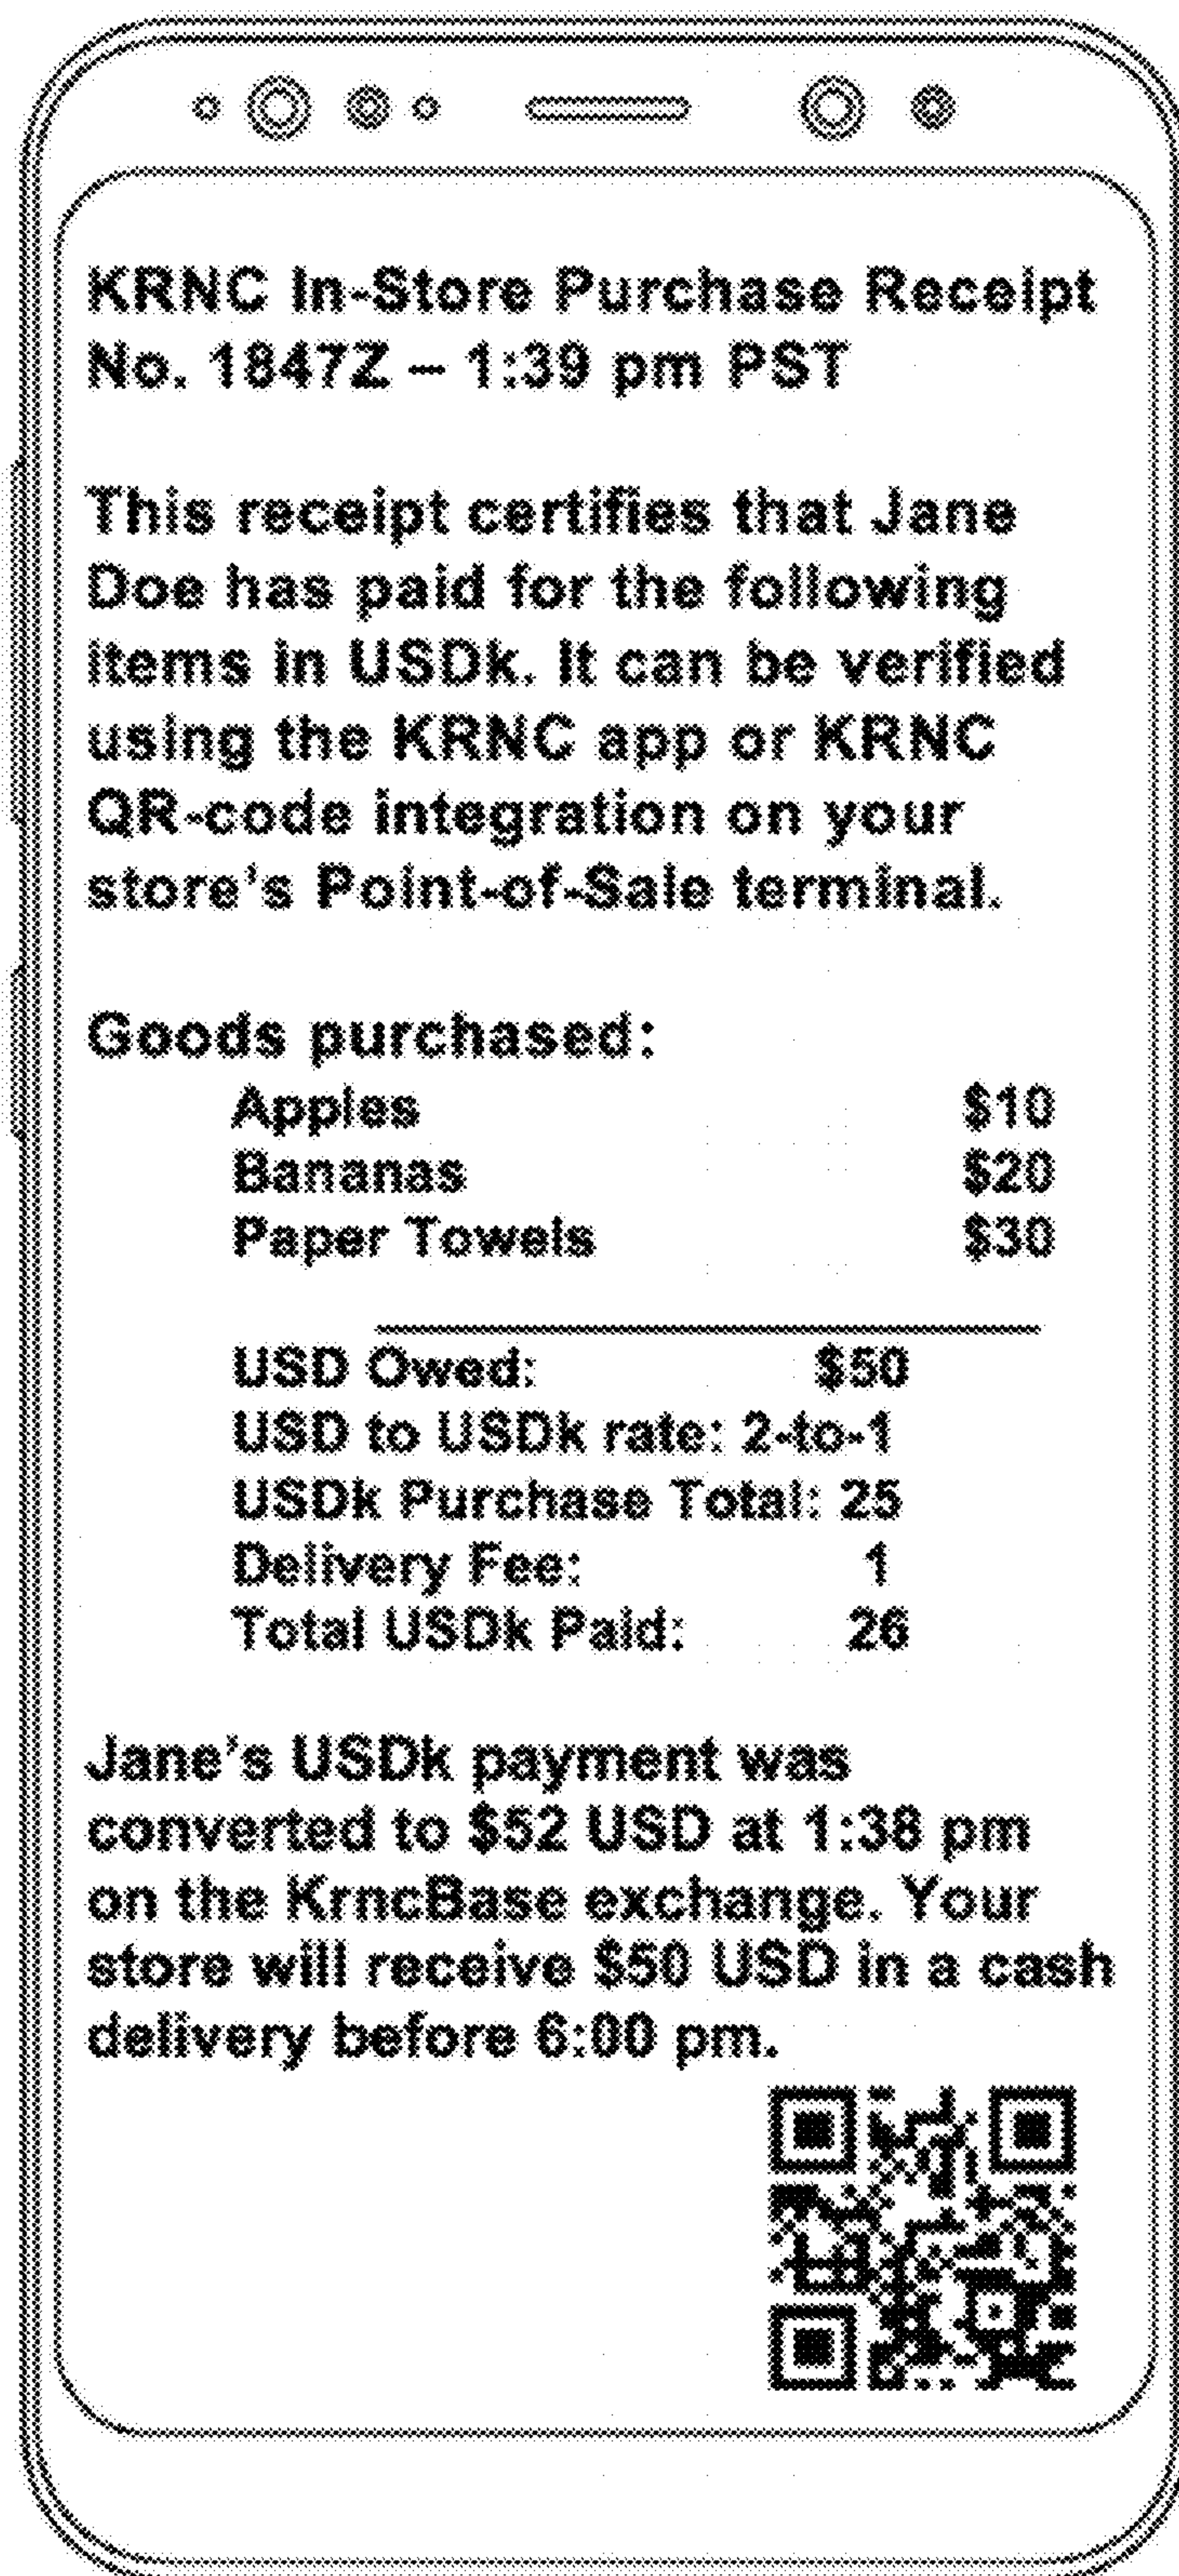 KRNC In-Store Purchase Receipt
No. 1847Z – 1:39 pm PST
This receipt certifies that Jane
Doe has paid for the following
items in USDk. It can be verified
using the KRNC app or KRNC
QR-code integration on your
store's Point-of-Sale terminal.
Goods purchased:
Apples $10
Bananas $20
Paper Towels $30
USD Owed: $50
USD to USDk rate: 2-to-1
USDk Purchase Total: 25
Delivery Fee: 1
Total USDk Paid: 26
Jane's USDk payment was
converted to $52 USD at 1:38 pm
on the KrncBase exchange. Your
store will receive $50 USD in a cash
delivery before 6:00 pm.